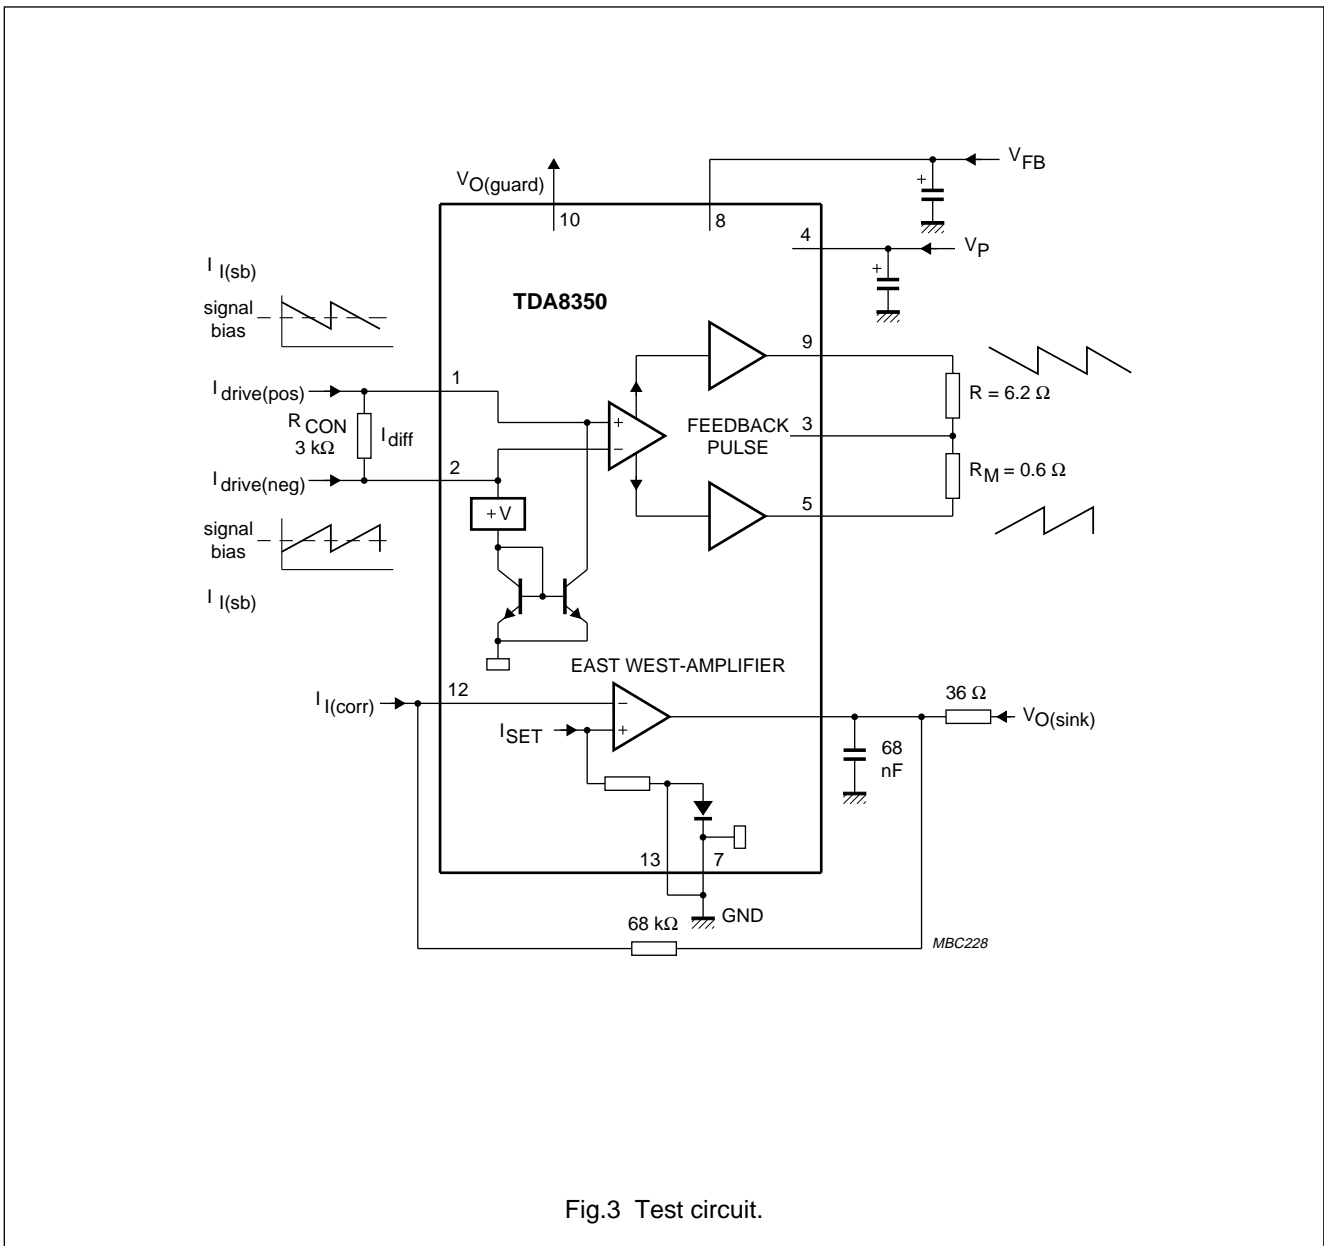 V FB
V O(guard)
10
8
4
V P
I I(sb)
TDA8350
signal
bias
9
1
I drive(pos)
R = 6.2 Ω
R CON
3 kΩ
I diff
+
FEEDBACK
PULSE
3
−
2
I drive(neg)
R M = 0.6 Ω
+V
5
signal
bias
I I(sb)
EAST WEST-AMPLIFIER
I I(corr)
12
−
36 Ω
V O(sink)
I SET
+
68
nF
13
7
GND
68 kΩ
MBC228
Fig.3 Test circuit.